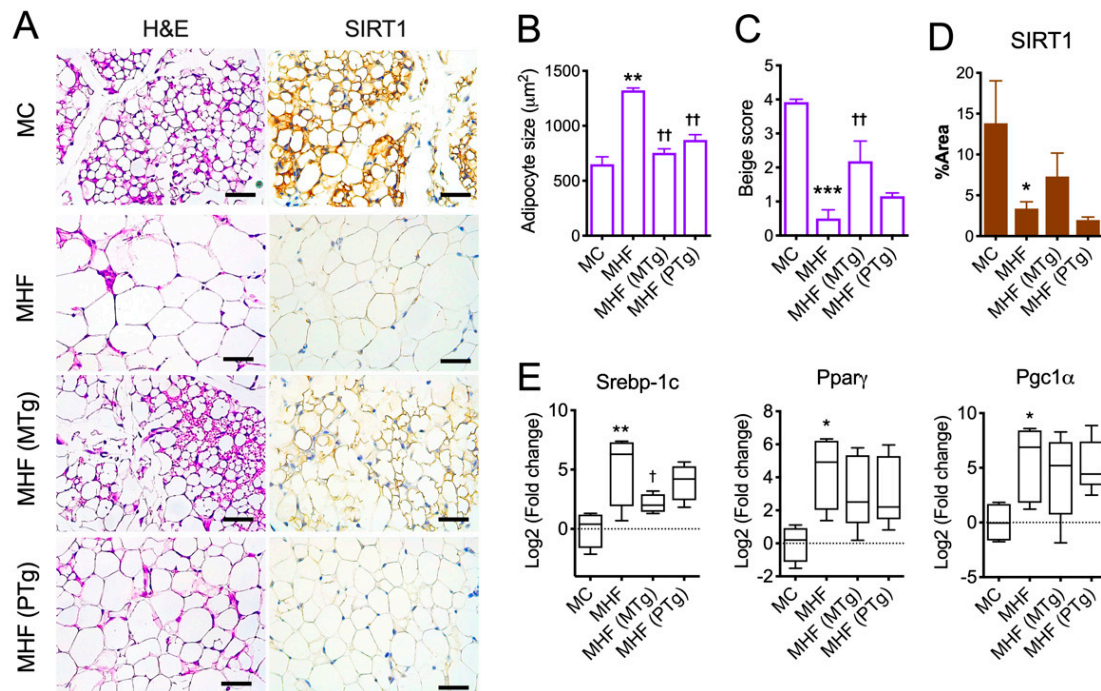 A
H&E
SIRT1
MC
MHF
MHF (MTg)
MHF (PTg)
B
Adipocyte size (μm²)
1500
1000
500
0
**
††
††
MC
MHF
MHF (MTg)
MHF (PTg)
C
Beige score
5
4
3
2
1
0
***
††
MC
MHF
MHF (MTg)
MHF (PTg)
D
SIRT1
%Area
20
15
10
5
0
*
MC
MHF
MHF (MTg)
MHF (PTg)
E
Srebp-1c
Log2 (Fold change)
10
5
0
**
†
MC
MHF
MHF (MTg)
MHF (PTg)
Pparγ
Log2 (Fold change)
8
6
4
2
0
-2
*
MC
MHF
MHF (MTg)
MHF (PTg)
Pgc1α
Log2 (Fold change)
10
5
0
-5
*
MC
MHF
MHF (MTg)
MHF (PTg)